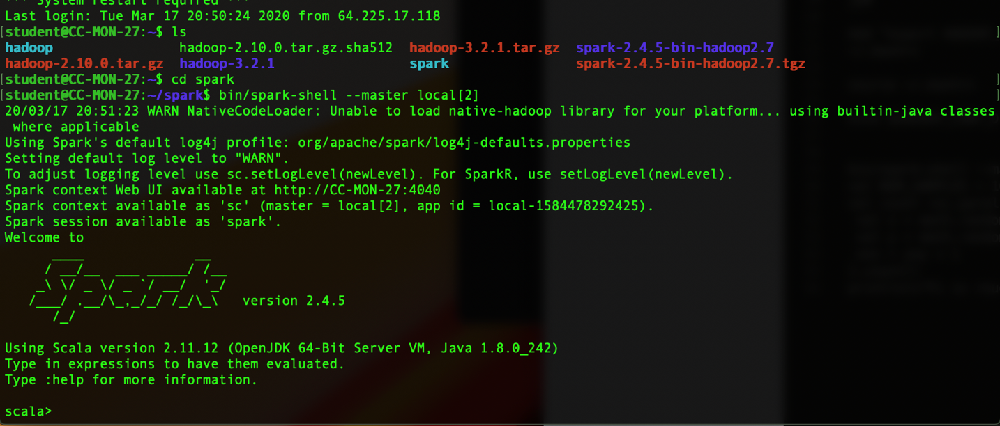 *** System restart required ***
Last login: Tue Mar 17 20:50:24 2020 from 64.225.17.118
[student@CC-MON-27:~$ ls ]
hadoop hadoop-2.10.0.tar.gz.sha512 hadoop-3.2.1.tar.gz spark-2.4.5-bin-hadoop2.7
hadoop-2.10.0.tar.gz hadoop-3.2.1 spark spark-2.4.5-bin-hadoop2.7.tgz
[student@CC-MON-27:~$ cd spark ]
[student@CC-MON-27:~/spark$ bin/spark-shell --master local[2] ]
20/03/17 20:51:23 WARN NativeCodeLoader: Unable to load native-hadoop library for your platform... using builtin-java classes
where applicable
Using Spark's default log4j profile: org/apache/spark/log4j-defaults.properties
Setting default log level to "WARN".
To adjust logging level use sc.setLogLevel(newLevel). For SparkR, use setLogLevel(newLevel).
Spark context Web UI available at http://CC-MON-27:4040
Spark context available as 'sc' (master = local[2], app id = local-1584478292425).
Spark session available as 'spark'.
Welcome to
Spark version 2.4.5
Using Scala version 2.11.12 (OpenJDK 64-Bit Server VM, Java 1.8.0_242)
Type in expressions to have them evaluated.
Type :help for more information.
scala>